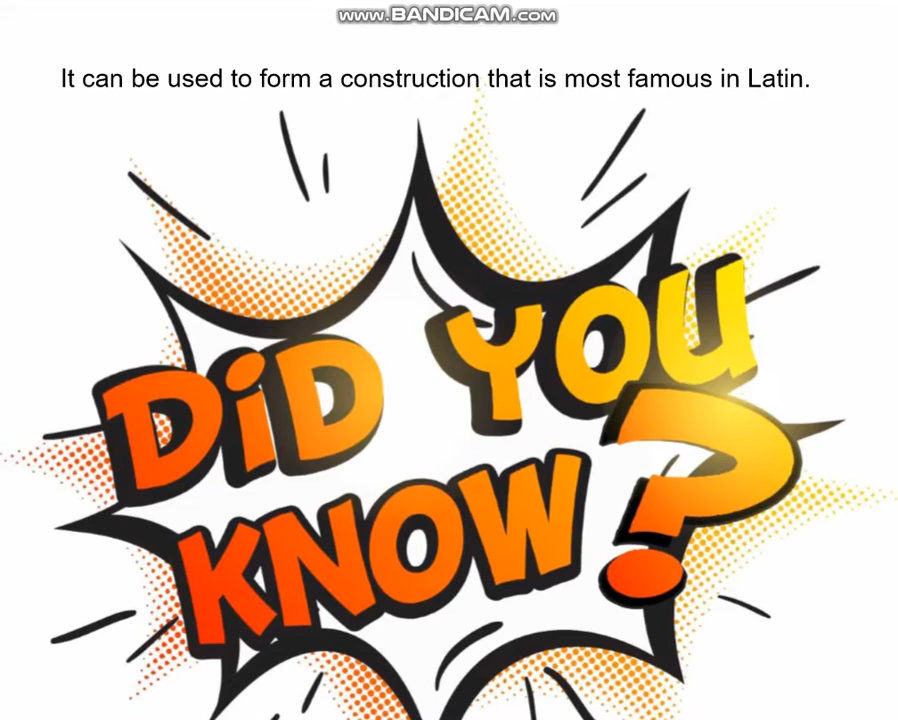 WWW.BANDICAM.COM
It can be used to form a construction that is most famous in Latin.
DiD YOU
KNOW?